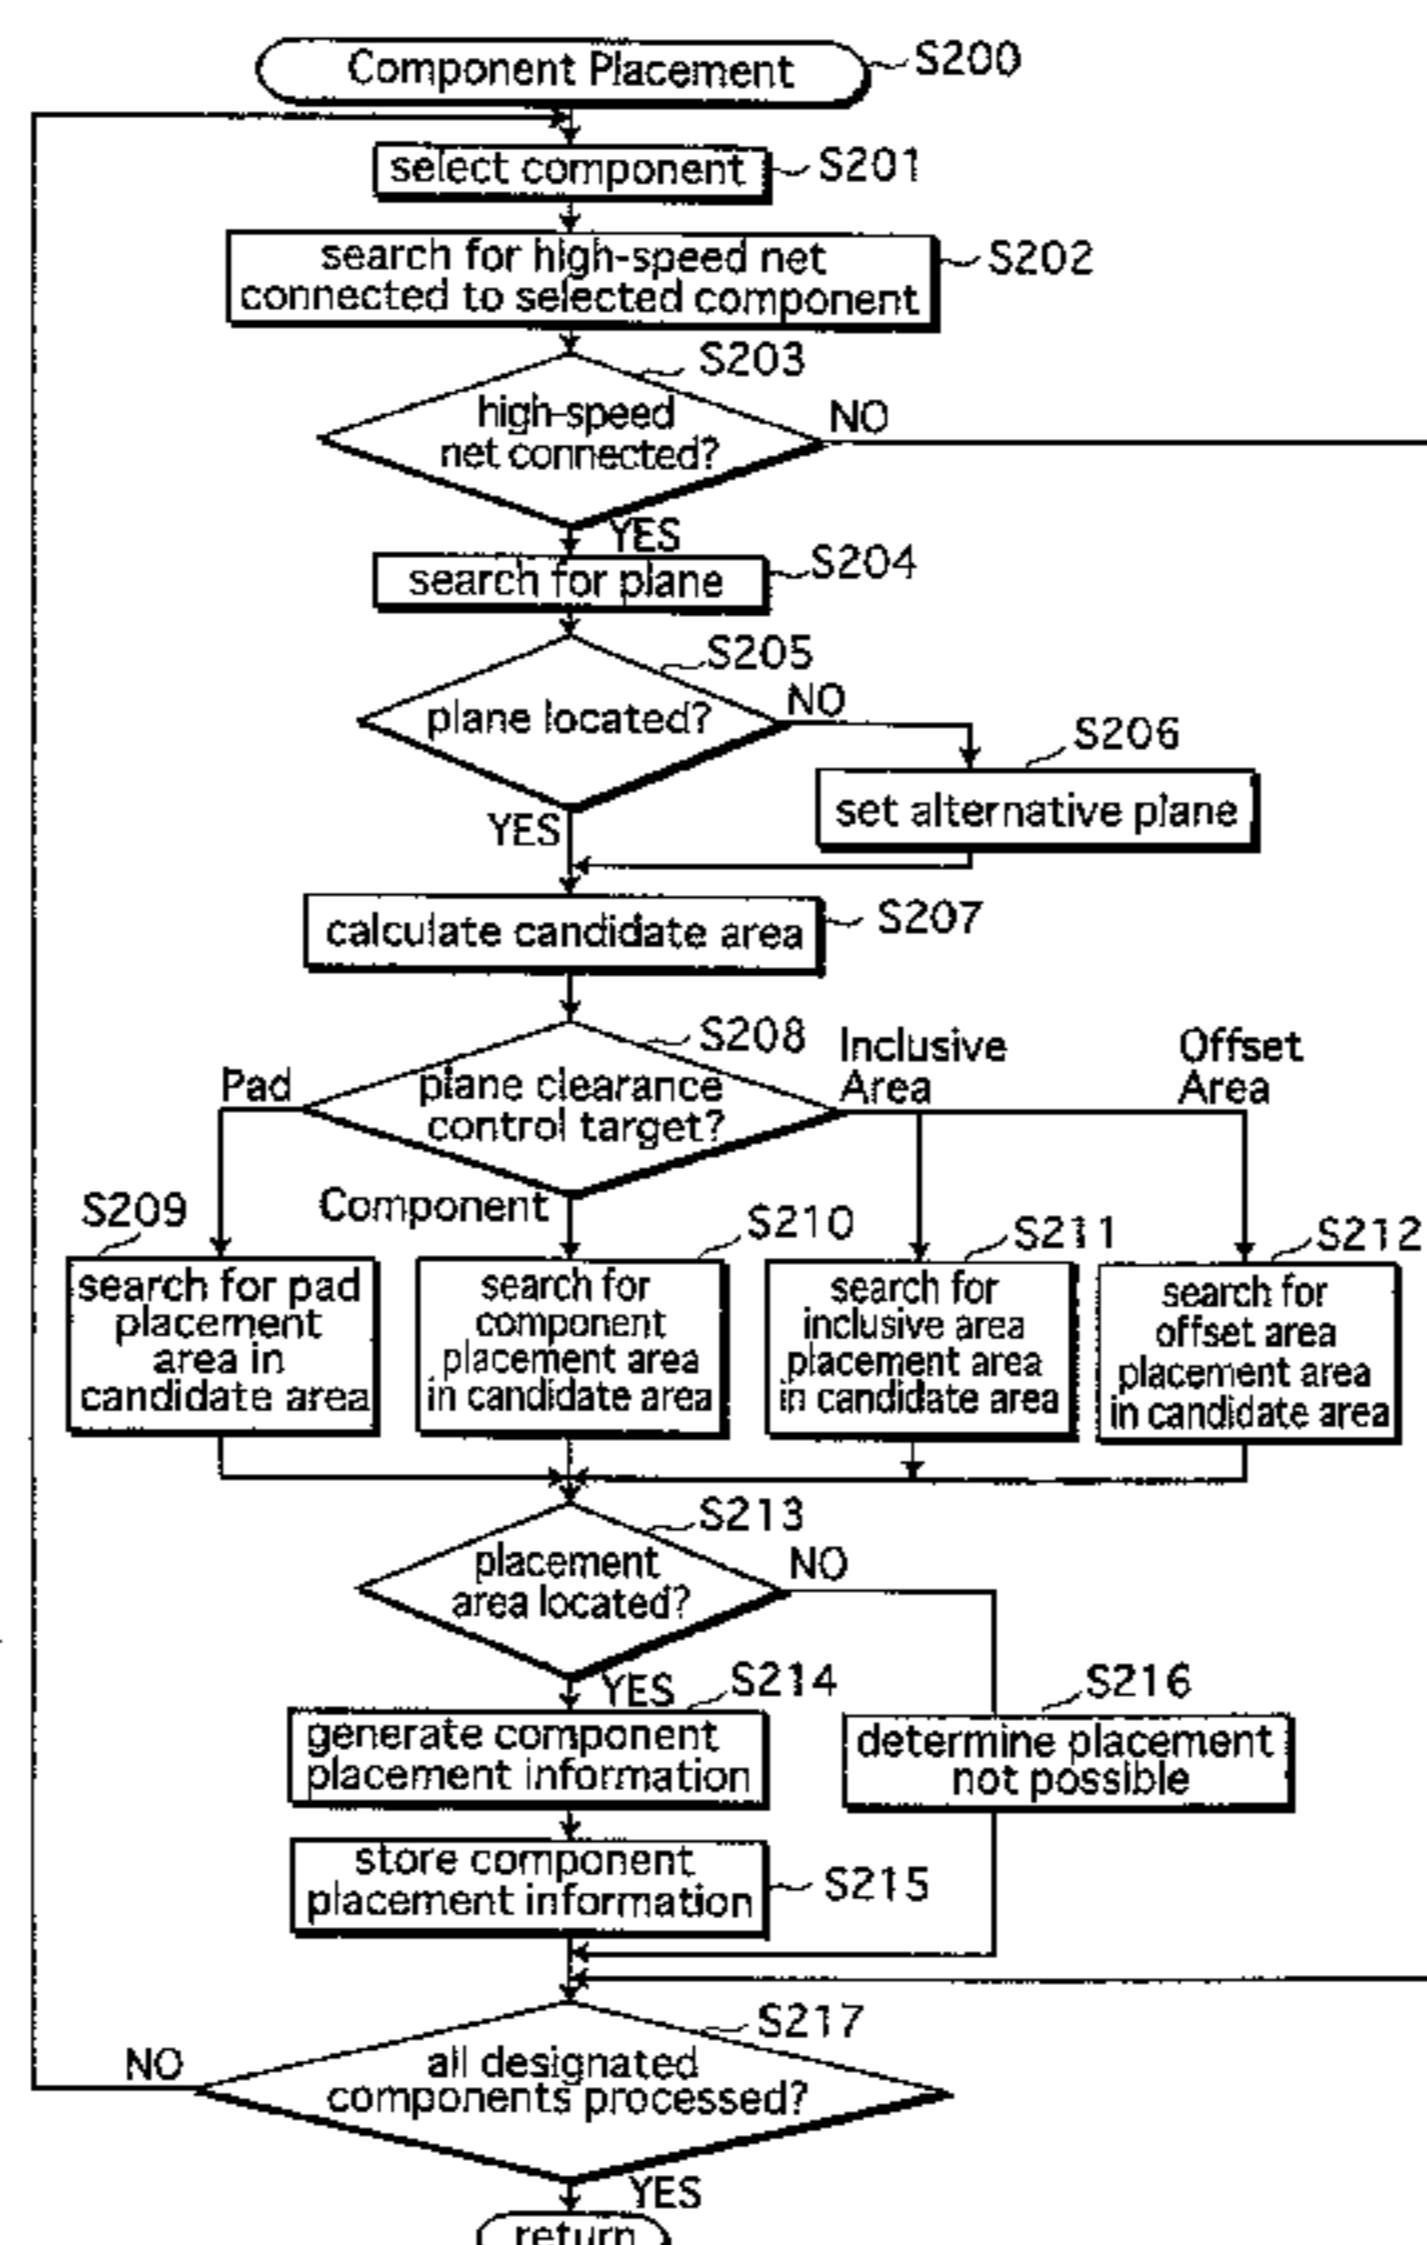 Component Placement
S200
select component
S201
search for high-speed net
connected to selected component
S202
S203
high-speed
net connected?
NO
YES
search for plane
S204
S205
plane located?
NO
YES
S206
set alternative plane
calculate candidate area
S207
S208
plane clearance
control target?
Pad
Component
Inclusive
Area
Offset
Area
S209
search for pad
placement
area in
candidate area
S210
search for
component
placement area
in candidate area
S211
search for
inclusive area
placement area
in candidate area
S212
search for
offset area
placement area
in candidate area
S213
placement
area located?
NO
YES
S214
generate component
placement information
S216
determine placement
not possible
store component
placement information
S215
S217
all designated
components processed?
NO
YES
return